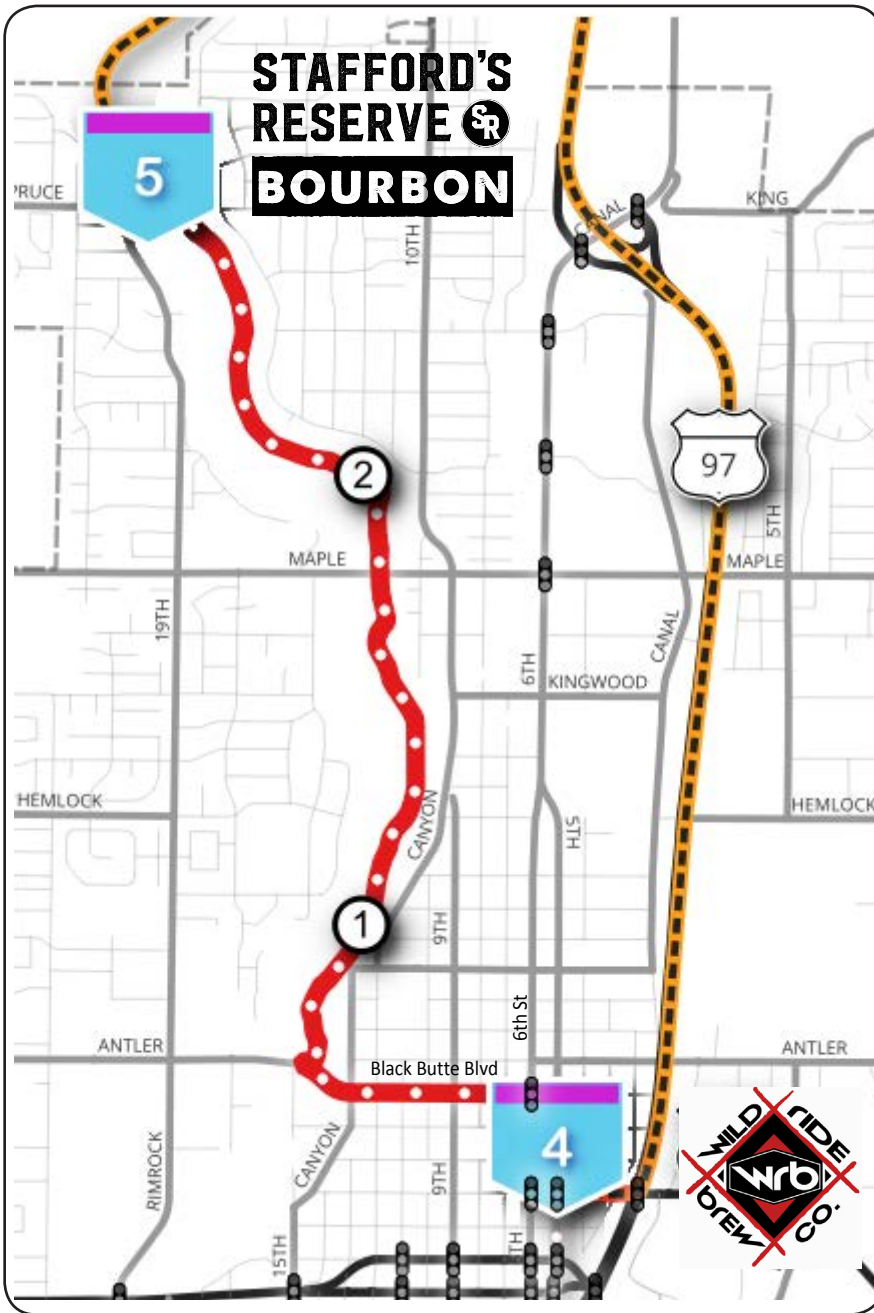 STAFFORD'S
RESERVE SR
BOURBON
5
PRUCE
10TH
CANAL
KING
2
97
5TH
MAPLE
MAPLE
19TH
6TH
CANAL
KINGWOOD
HEMLOCK
CANYON
5TH
HEMLOCK
1
9TH
6th St
ANTLER
Black Butte Blvd
ANTLER
4
RIMROCK
CANYON
9TH
15TH
WILD RIDE
wrb
BREW CO.